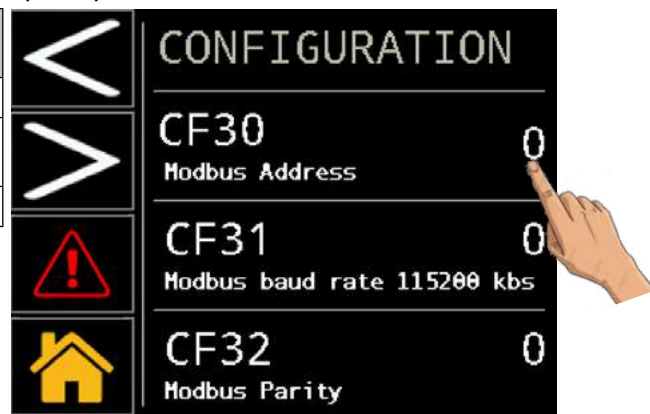 CONFIGURATION
CF30 0
Modbus Address
CF31 0
Modbus baud rate 115200 kbs
CF32 0
Modbus Parity